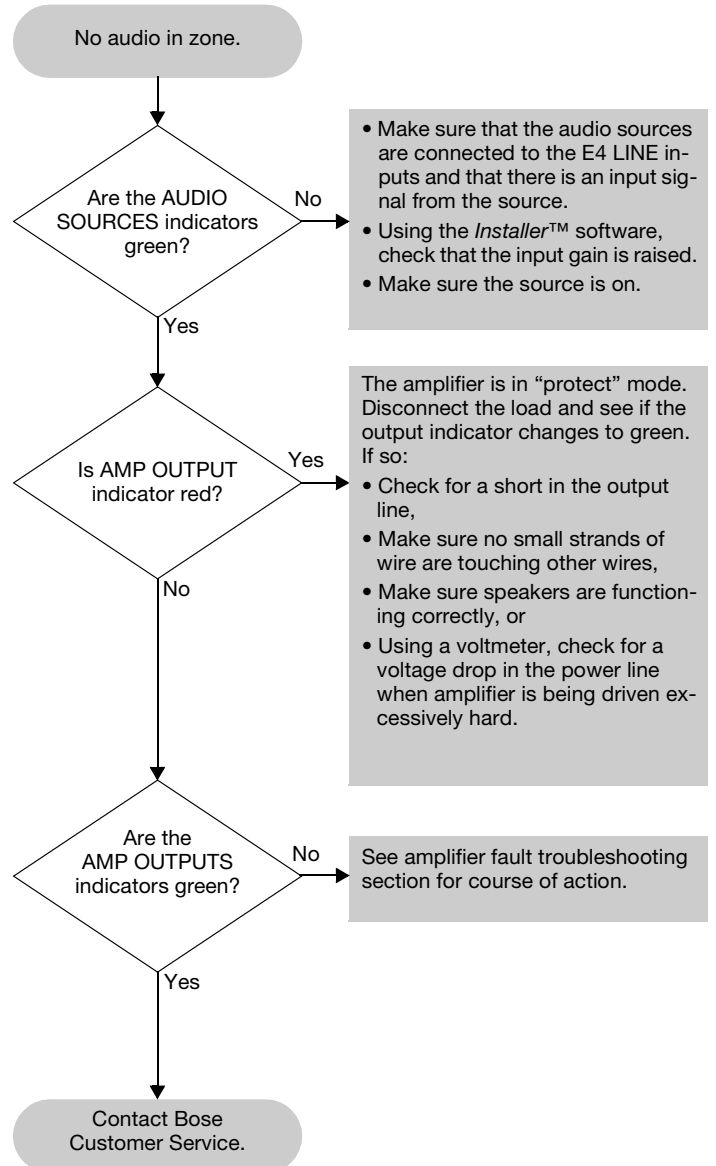 No audio in zone.
Are the AUDIO
SOURCES indicators
green?
No
• Make sure that the audio sources
are connected to the E4 LINE in-
puts and that there is an input sig-
nal from the source.
• Using the Installer™ software,
check that the input gain is raised.
• Make sure the source is on.
Yes
Is AMP OUTPUT
indicator red?
Yes
The amplifier is in “protect” mode.
Disconnect the load and see if the
output indicator changes to green.
If so:
• Check for a short in the output
line,
• Make sure no small strands of
wire are touching other wires,
• Make sure speakers are function-
ing correctly, or
• Using a voltmeter, check for a
voltage drop in the power line
when amplifier is being driven ex-
cessively hard.
No
Are the
AMP OUTPUTS
indicators green?
No
See amplifier fault troubleshooting
section for course of action.
Yes
Contact Bose
Customer Service.